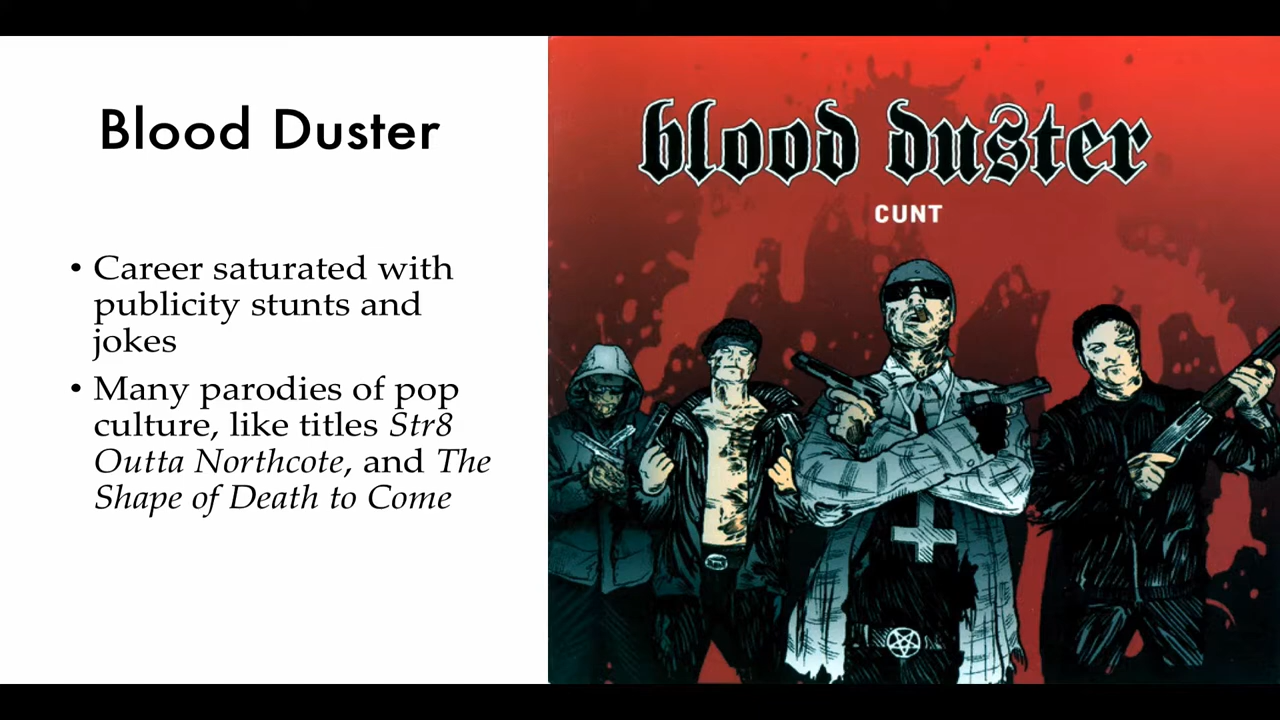 Blood Duster
• Career saturated with
publicity stunts and
jokes
• Many parodies of pop
culture, like titles Str8
Outta Northcote, and The
Shape of Death to Come
blood duster
CUNT